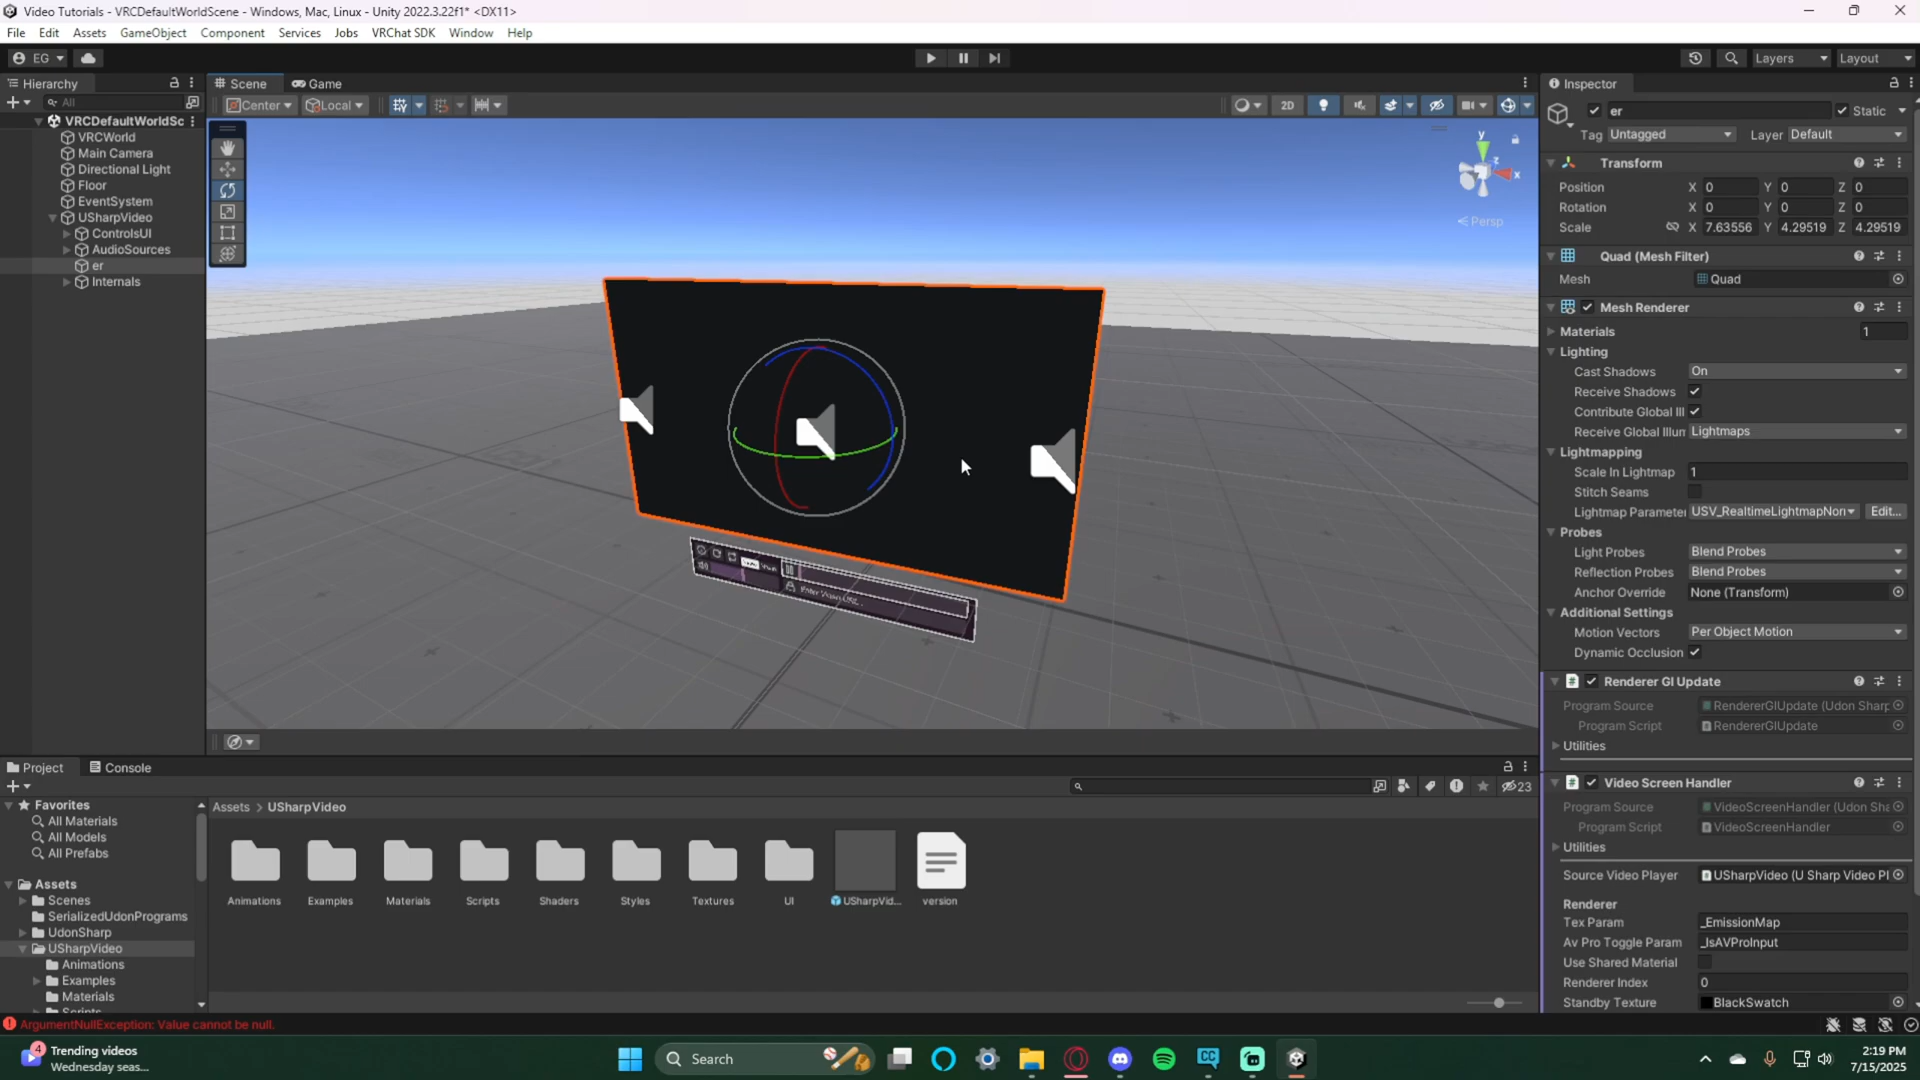 Video Tutorials - VRCDefaultWorldScene - Windows, Mac, Linux - Unity 2022.3.22f1* <DX11>
File Edit Assets GameObject Component Services Jobs VRChat SDK Window Help
EG
Layers Layout
Hierarchy
All
VRCDefaultWorldSc
VRCWorld
Main Camera
Directional Light
Floor
EventSystem
USharpVideo
ControlsUI
AudioSources
er
Internals
Scene Game
Center Local
2D
y
z
x
Persp
Inspector
er Static
Tag Untagged Layer Default
Transform
Position X 0 Y 0 Z 0
Rotation X 0 Y 0 Z 0
Scale X 7.63556 Y 4.29519 Z 4.29519
Quad (Mesh Filter)
Mesh Quad
Mesh Renderer
Materials 1
Lighting
Cast Shadows On
Receive Shadows
Contribute Global Ill
Receive Global Illum Lightmaps
Lightmapping
Scale In Lightmap 1
Stitch Seams
Lightmap Parameter USV_RealtimeLightmapNon Edit...
Probes
Light Probes Blend Probes
Reflection Probes Blend Probes
Anchor Override None (Transform)
Additional Settings
Motion Vectors Per Object Motion
Dynamic Occlusion
Renderer GI Update
Program Source RendererGIUpdate (Udon Sharp
Program Script RendererGIUpdate
Utilities
Video Screen Handler
Program Source VideoScreenHandler (Udon Sha
Program Script VideoScreenHandler
Utilities
Source Video Player USharpVideo (U Sharp Video Pl
Renderer
Tex Param _EmissionMap
Av Pro Toggle Param _IsAVProInput
Use Shared Material
Renderer Index 0
Standby Texture BlackSwatch
Project Console
23
Favorites
All Materials
All Models
All Prefabs
Assets
Scenes
SerializedUdonPrograms
UdonSharp
USharpVideo
Animations
Examples
Materials
Scripts
Assets > USharpVideo
Animations Examples Materials Scripts Shaders Styles Textures UI USharpVid... version
ArgumentNullException: Value cannot be null.
4
Trending videos
Wednesday seas...
Search
CC
2:19 PM
7/15/2025